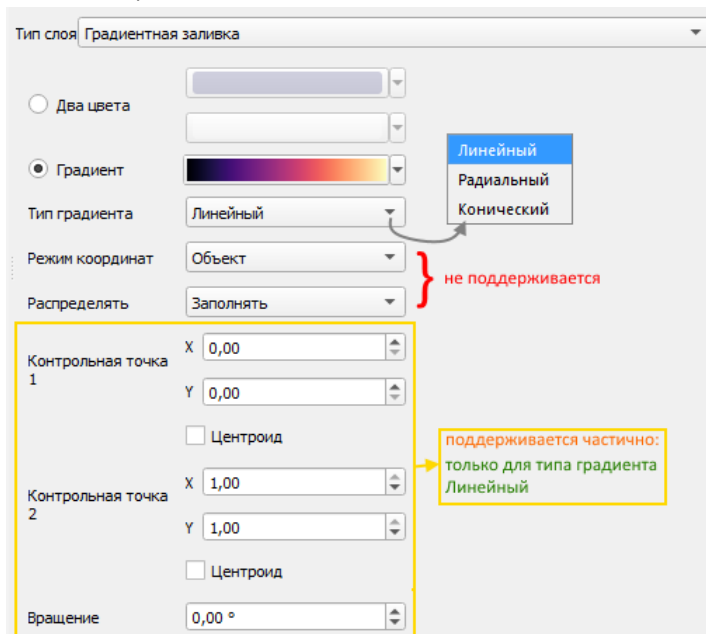 Тип слоя Градиентная заливка
Два цвета
Градиент
Тип градиента Линейный
Линейный
Радиальный
Конический
Режим координат Объект
Распределять Заполнять
не поддерживается
Контрольная точка
1
X 0,00
Y 0,00
Центроид
Контрольная точка
2
X 1,00
Y 1,00
Центроид
поддерживается частично:
только для типа градиента
Линейный
Вращение 0,00 °